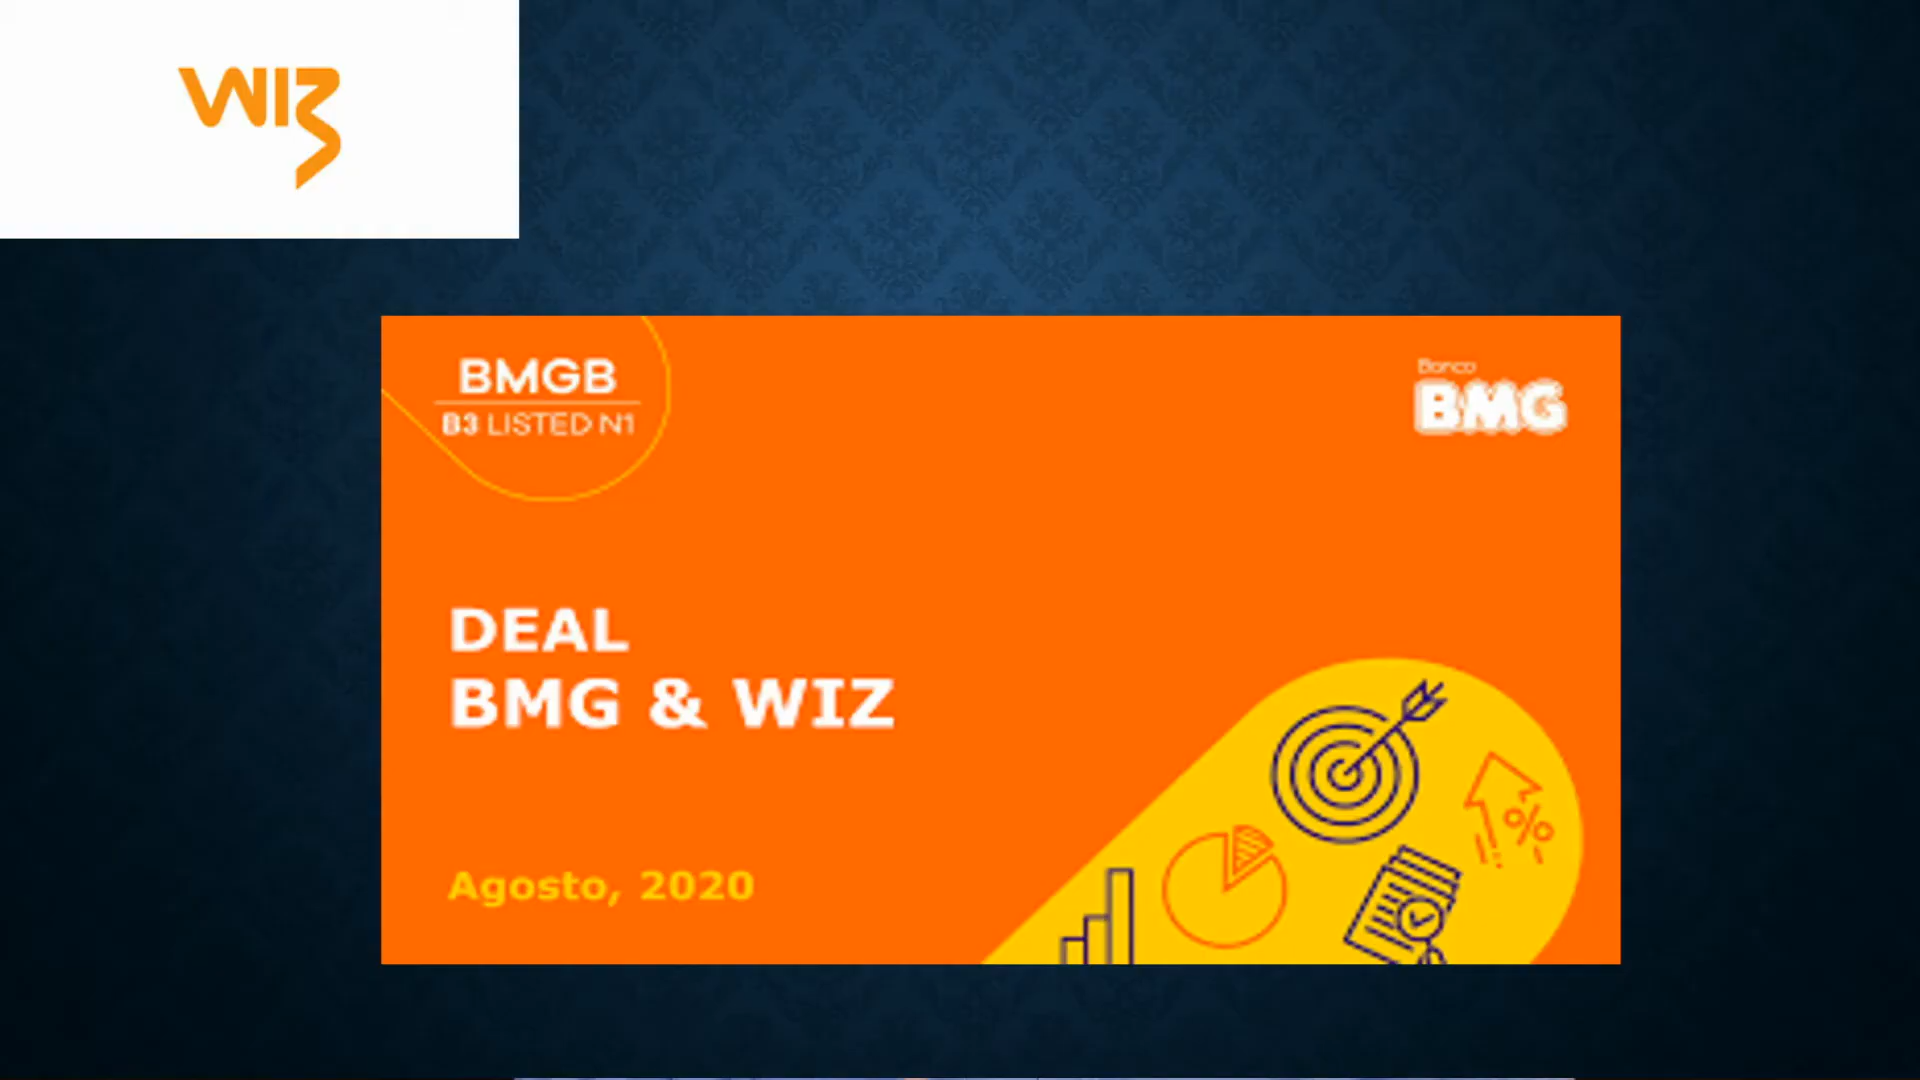 WIZ
BMGB
B3 LISTED N1
Banco
BMG
DEAL
BMG & WIZ
Agosto, 2020
%